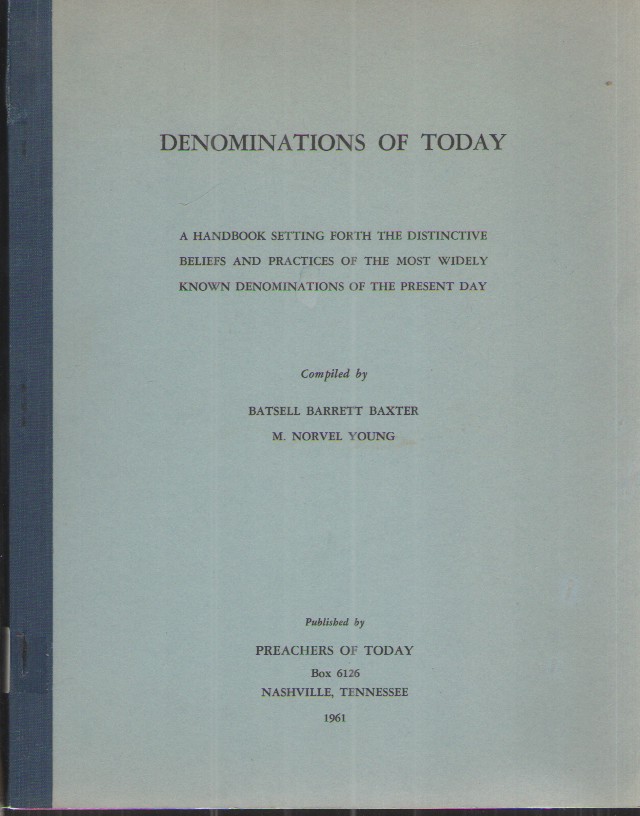 DENOMINATIONS OF TODAY
A HANDBOOK SETTING FORTH THE DISTINCTIVE
BELIEFS AND PRACTICES OF THE MOST WIDELY
KNOWN DENOMINATIONS OF THE PRESENT DAY
Compiled by
BATSELL BARRETT BAXTER
M. NORVEL YOUNG
Published by
PREACHERS OF TODAY
Box 6126
NASHVILLE, TENNESSEE
1961